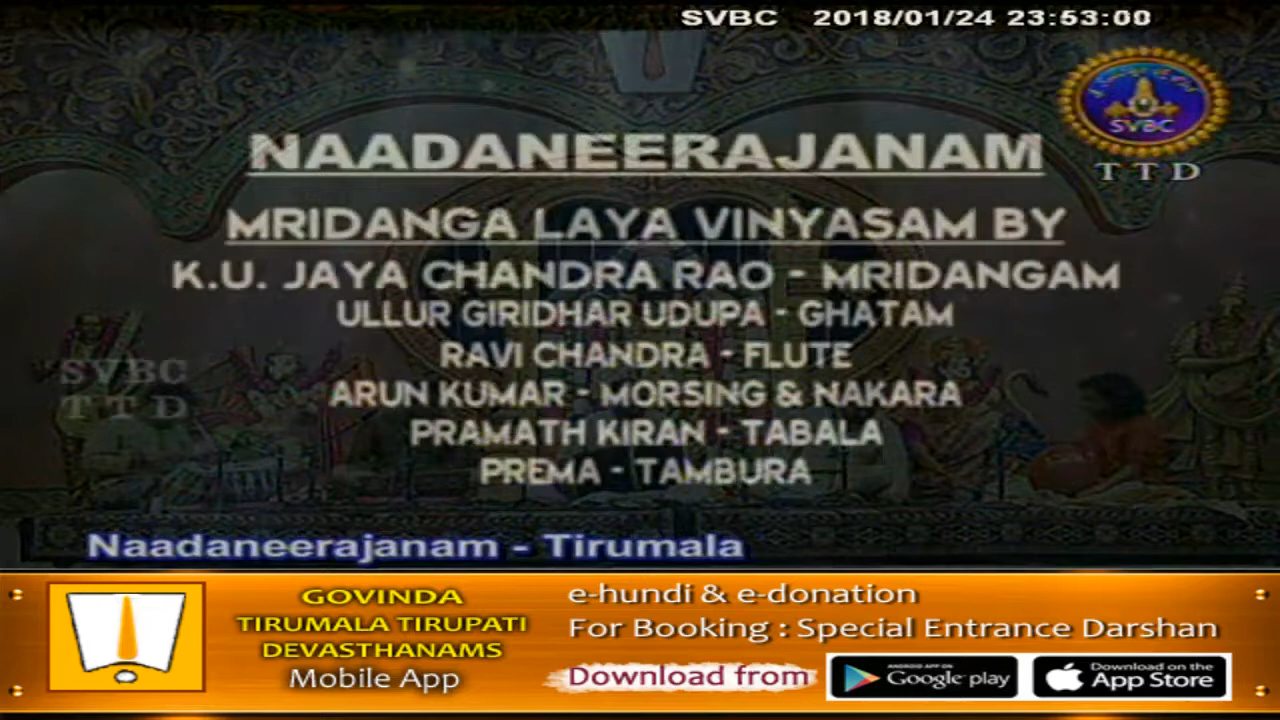 SVBC 2018/01/24 23:53:00
SVBC
T T D
NAADANEERAJANAM
MRIDANGA LAYA VINYASAM BY
K.U. JAYA CHANDRA RAO - MRIDANGAM
ULLUR GIRIDHAR UDUPA - GHATAM
RAVI CHANDRA - FLUTE
ARUN KUMAR - MORSING & NAKARA
PRAMATH KIRAN - TABALA
PREMA - TAMBURA
SVBC
T T D
Naadaneerajanam - Tirumala
GOVINDA
TIRUMALA TIRUPATI
DEVASTHANAMS
Mobile App
e-hundi & e-donation
For Booking : Special Entrance Darshan
Download from
ANDROID APP ON
Google play
Download on the
App Store